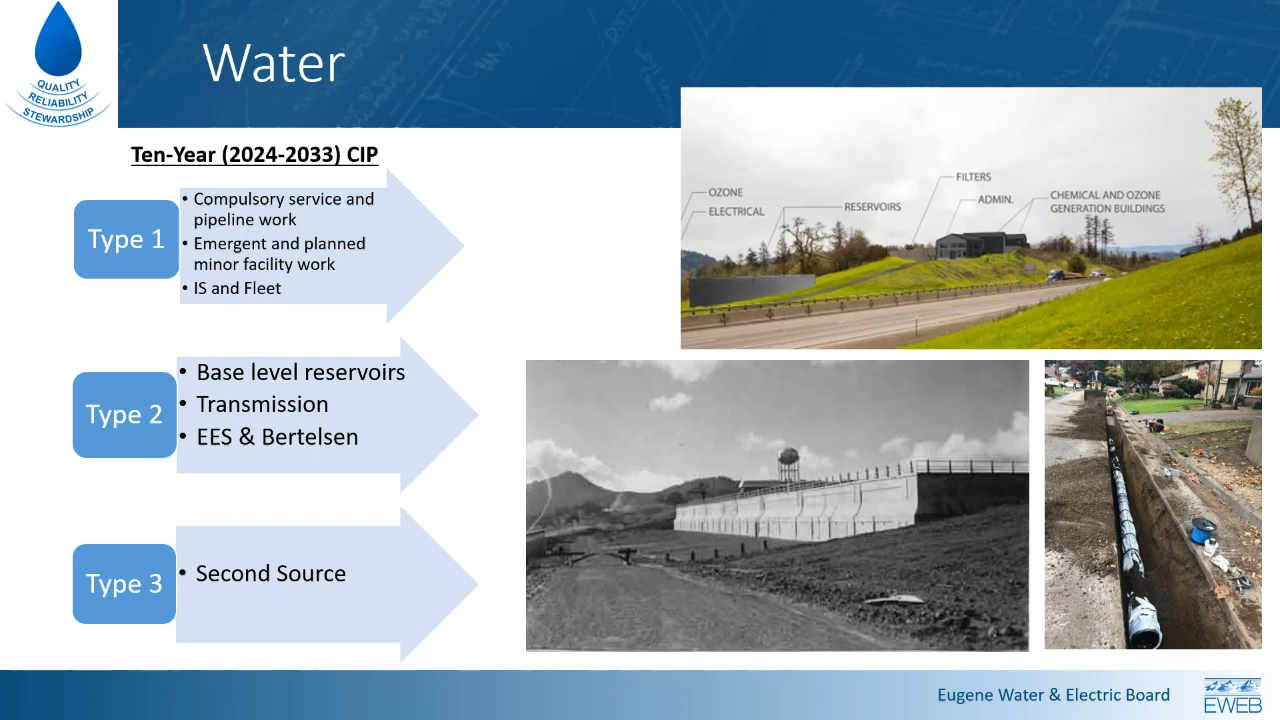 QUALITY
RELIABILITY
STEWARDSHIP
Water
Ten-Year (2024-2033) CIP
Type 1
• Compulsory service and
pipeline work
• Emergent and planned
minor facility work
• IS and Fleet
Type 2
• Base level reservoirs
• Transmission
• EES & Bertelsen
Type 3
• Second Source
OZONE
ELECTRICAL
RESERVOIRS
FILTERS
ADMIN.
CHEMICAL AND OZONE
GENERATION BUILDINGS
Eugene Water & Electric Board
EWEB